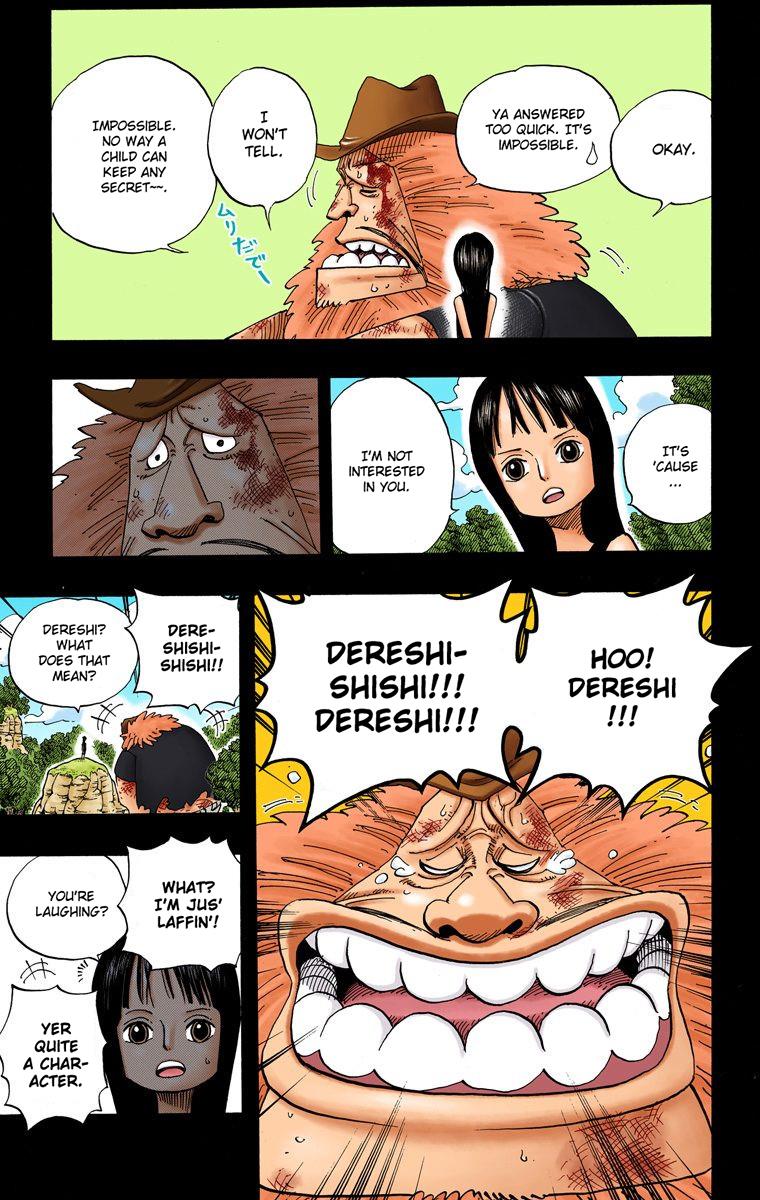 OKAY.
YA ANSWERED
TOO QUICK. IT'S
IMPOSSIBLE.
I
WON'T
TELL.
IMPOSSIBLE.
NO WAY A
CHILD CAN
KEEP ANY
SECRET~~.
ムリだでー
IT'S
'CAUSE
...
I'M NOT
INTERESTED
IN YOU.
HOO!
DERESHI
!!!
DERESHI-
SHISHI!!!
DERESHI!!!
DERE-
SHISHI-
SHISHI!!
DERESHI?
WHAT
DOES THAT
MEAN?
WHAT?
I'M JUS'
LAFFIN'!
YOU'RE
LAUGHING?
YER
QUITE
A CHAR-
ACTER.